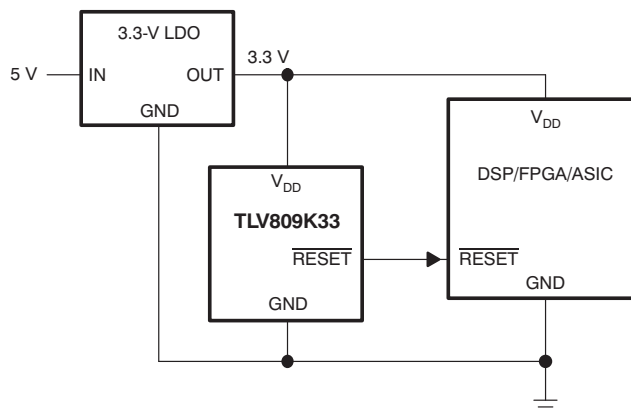 3.3-V LDO
5 V
IN
OUT
3.3 V
GND
V_DD
TLV809K33
RESET
GND
V_DD
DSP/FPGA/ASIC
RESET
GND